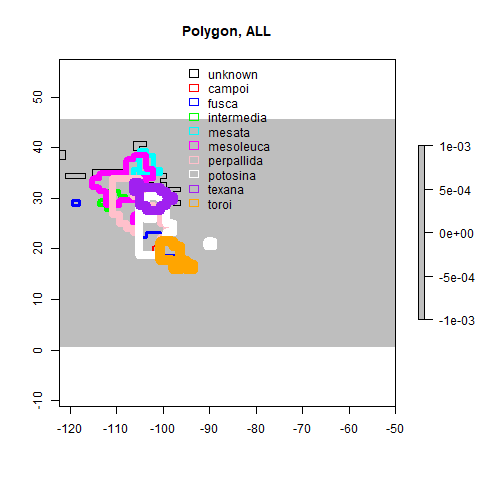 Polygon, ALL
unknown
campoi
fusca
intermedia
mesata
mesoleuca
perpallida
potosina
texana
toroi
50
40
30
20
10
0
-10
-120
-110
-100
-90
-80
-70
-60
-50
1e-03
5e-04
0e+00
-5e-04
-1e-03